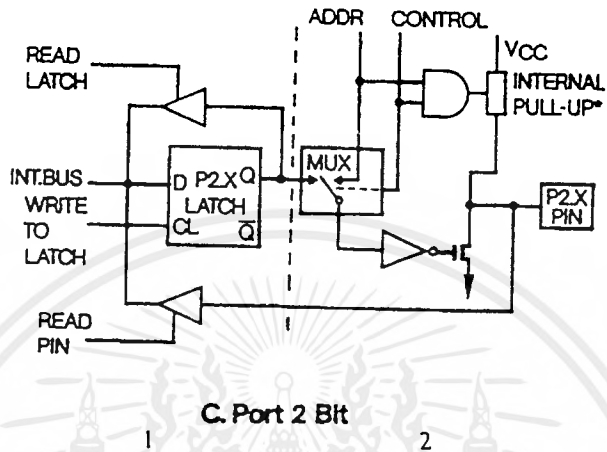 ADDR CONTROL
READ
LATCH
VCC
INTERNAL
PULL-UP*
MUX
INT.BUS
D P2.X Q
LATCH
CL Q̅
WRITE
TO
LATCH
P2.X
PIN
READ
PIN
C. Port 2 Bit
1 2